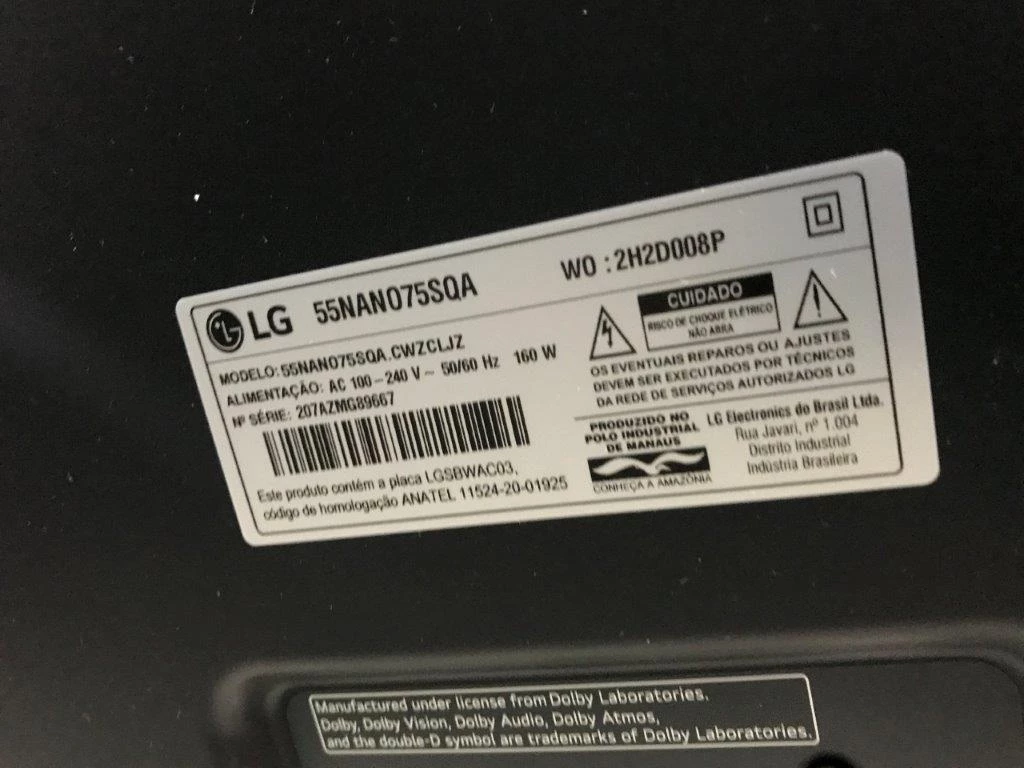 LG 55NANO75SQA WO : 2H2D008P
MODELO: 55NANO75SQA.CWZCLJZ
ALIMENTAÇÃO: AC 100 – 240 V ~ 50/60 Hz 160 W
Nº SÉRIE: 207AZMG89667
Este produto contém a placa LGSBWAC03,
código de homologação ANATEL 11524-20-01925
CUIDADO
RISCO DE CHOQUE ELÉTRICO
NÃO ABRA
OS EVENTUAIS REPAROS OU AJUSTES
DEVEM SER EXECUTADOS POR TÉCNICOS
DA REDE DE SERVIÇOS AUTORIZADOS LG
PRODUZIDO NO
POLO INDUSTRIAL
DE MANAUS
CONHEÇA A AMAZÔNIA
LG Electronics do Brasil Ltda.
Rua Javari, nº 1.004
Distrito Industrial
Indústria Brasileira
Manufactured under license from Dolby Laboratories.
Dolby, Dolby Vision, Dolby Audio, Dolby Atmos,
and the double-D symbol are trademarks of Dolby Laboratories.